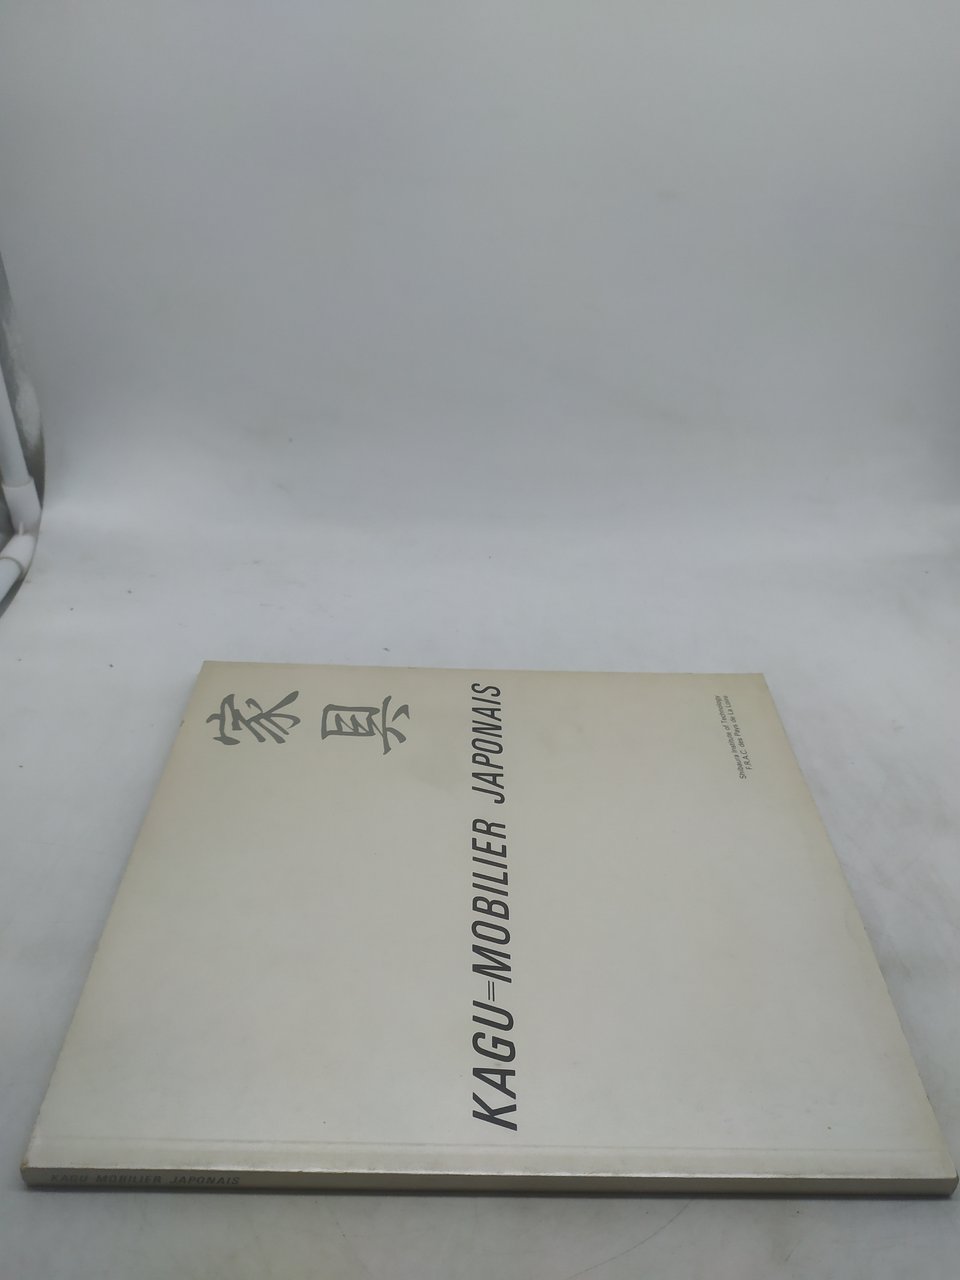 家具
KAGU=MOBILIER JAPONAIS
Shibaura Institute of Technology
F.R.A.C. des Pays de La Loire
KAGU MOBILIER JAPONAIS